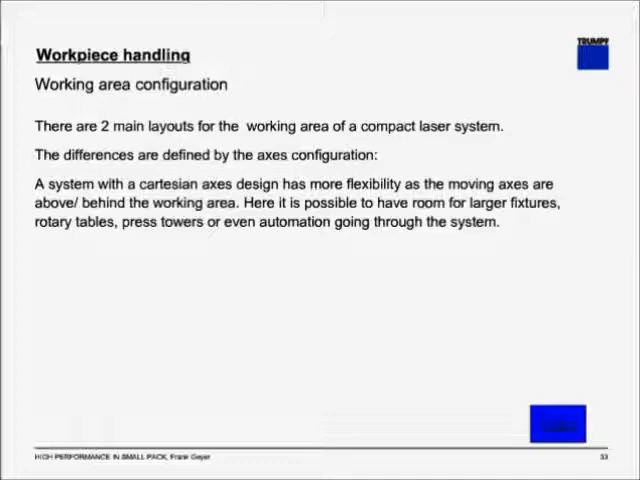 Workpiece handling
TRUMPF
Working area configuration
There are 2 main layouts for the working area of a compact laser system.
The differences are defined by the axes configuration:
A system with a cartesian axes design has more flexibility as the moving axes are
above/ behind the working area. Here it is possible to have room for larger fixtures,
rotary tables, press towers or even automation going through the system.
HIGH PERFORMANCE IN SMALL PACK, Frank Geyer
33